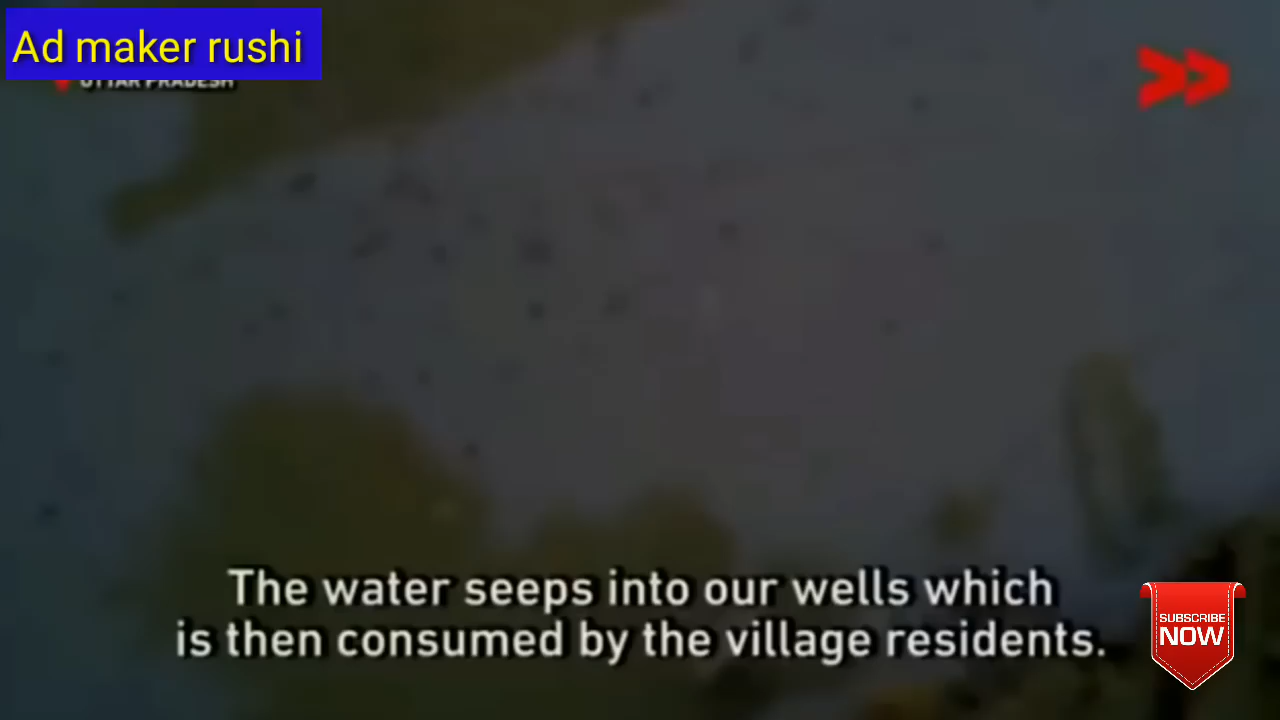 Ad maker rushi
UTTAR PRADESH
The water seeps into our wells which
is then consumed by the village residents.
SUBSCRIBE
NOW